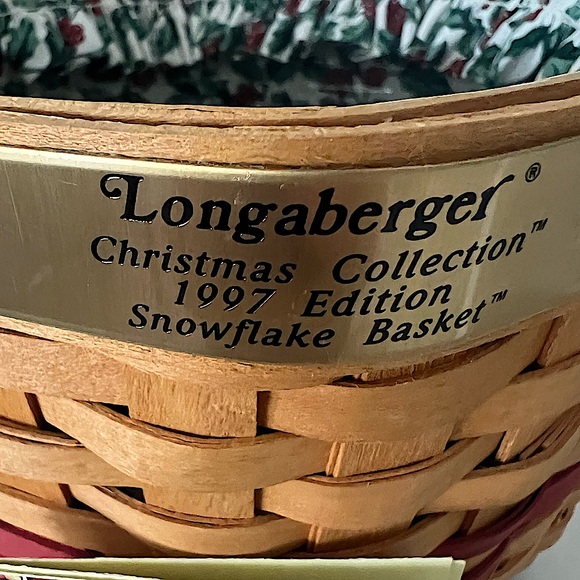 Longaberger®
Christmas Collection™
1997 Edition
Snowflake Basket™